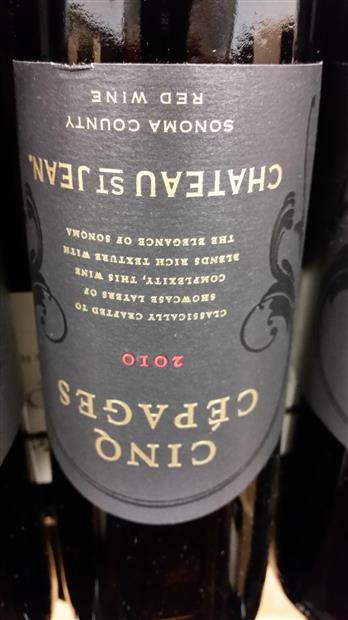 CINQ
CÉPAGES
2010
CLASSICALLY CRAFTED TO
SHOWCASE LAYERS OF
COMPLEXITY, THIS WINE
BLENDS RICH TEXTURE WITH
THE ELEGANCE OF SONOMA
CHATEAU ST JEAN.
SONOMA COUNTY
RED WINE